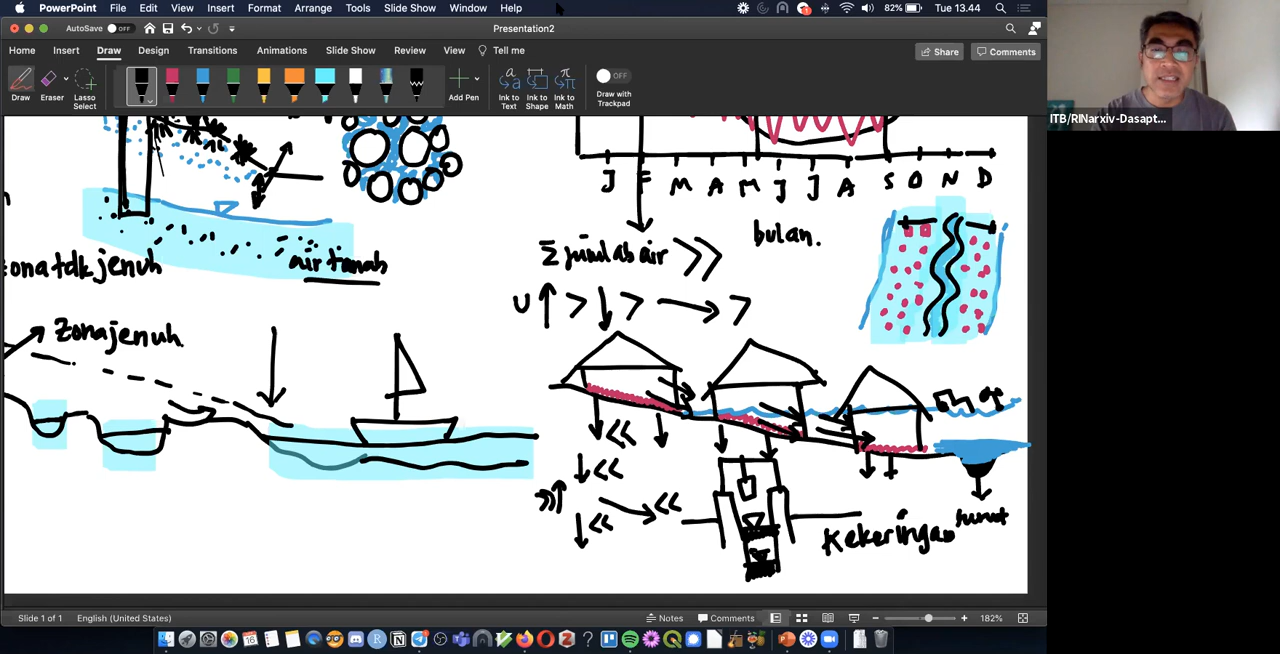 PowerPoint File Edit View Insert Format Arrange Tools Slide Show Window Help 82% Tue 13.44
AutoSave OFF Presentation2
Home Insert Draw Design Transitions Animations Slide Show Review View Tell me Share Comments
Draw Eraser Lasso Select Add Pen Ink to Text Ink to Shape Ink to Math OFF Draw with Trackpad
ITB/RINarxiv-Dasapt...
J F M A M J J A S O N D
bulan.
zona tdk jenuh
air tanah
Σ jumlah air >>
U ↑ > ↓ > → >
Zona jenuh.
<<
<<
>> ↑ → <<
↓ <<
Kekeringan
surut
Slide 1 of 1 English (United States) Notes Comments 182%
16